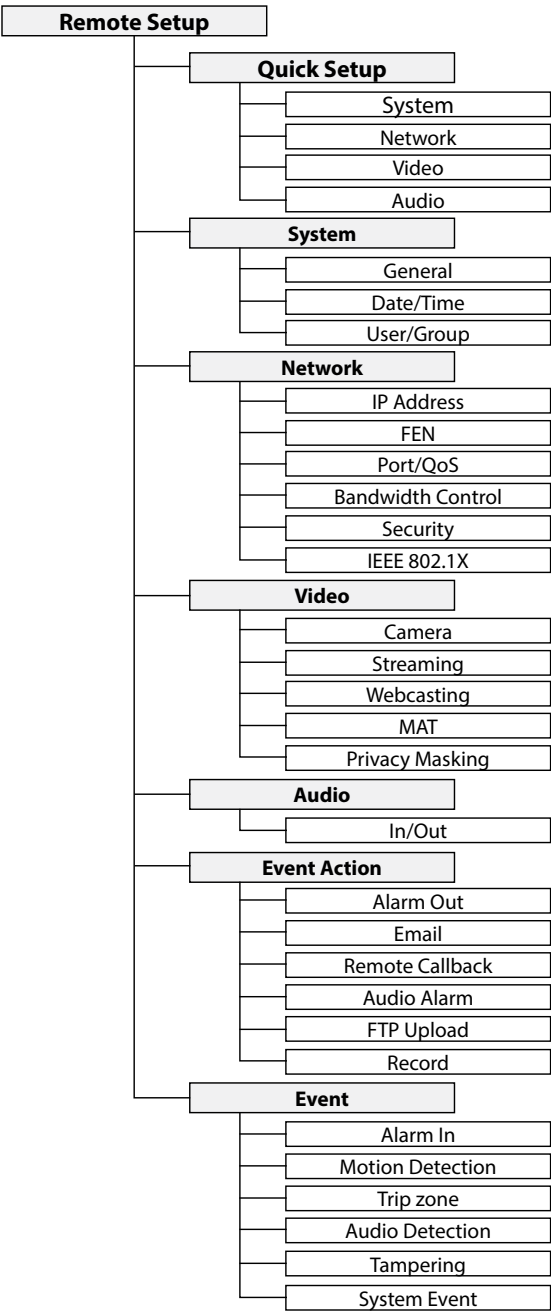 Remote Setup
Quick Setup
System
Network
Video
Audio
System
General
Date/Time
User/Group
Network
IP Address
FEN
Port/QoS
Bandwidth Control
Security
IEEE 802.1X
Video
Camera
Streaming
Webcasting
MAT
Privacy Masking
Audio
In/Out
Event Action
Alarm Out
Email
Remote Callback
Audio Alarm
FTP Upload
Record
Event
Alarm In
Motion Detection
Trip zone
Audio Detection
Tampering
System Event